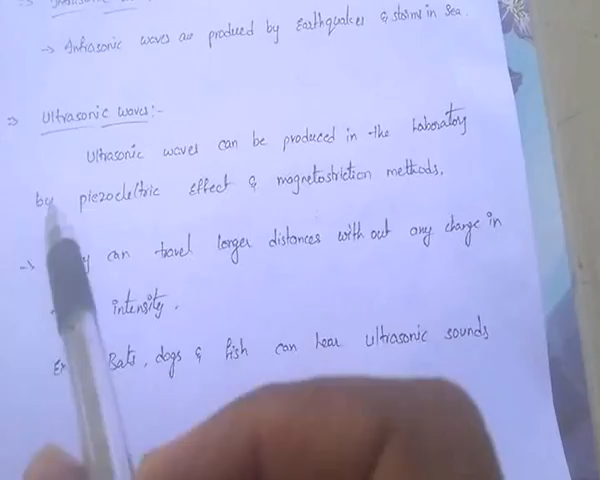 → Infrasonic waves are produced by Earthquakes & storms in sea.
⇒ Ultrasonic waves:-
Ultrasonic waves can be produced in the Laboratory
by piezoelectric effect & magnetostriction methods.
→ can travel larger distances with out any change in
intensity.
Ex Bats, dogs & fish can hear ultrasonic sounds